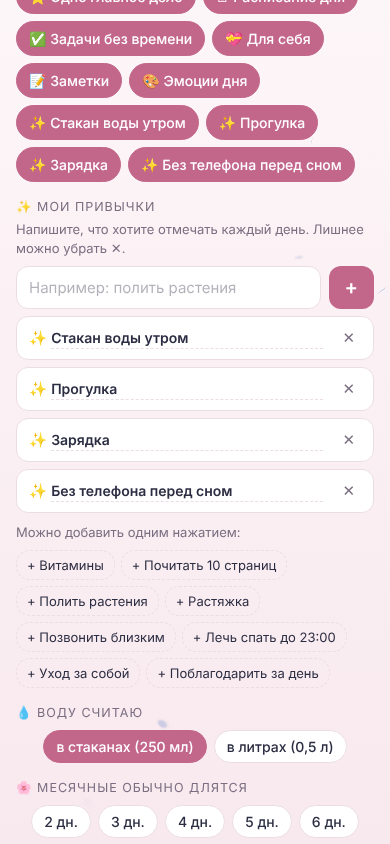 ✅ Задачи без времени 💝 Для себя
📝 Заметки 🎨 Эмоции дня
✨ Стакан воды утром ✨ Прогулка
✨ Зарядка ✨ Без телефона перед сном
✨ МОИ ПРИВЫЧКИ
Напишите, что хотите отмечать каждый день. Лишнее
можно убрать ✕.
Например: полить растения +
✨ Стакан воды утром ✕
✨ Прогулка ✕
✨ Зарядка ✕
✨ Без телефона перед сном ✕
Можно добавить одним нажатием:
+ Витамины + Почитать 10 страниц
+ Полить растения + Растяжка
+ Позвонить близким + Лечь спать до 23:00
+ Уход за собой + Поблагодарить за день
💧 ВОДУ СЧИТАЮ
в стаканах (250 мл) в литрах (0,5 л)
🌸 МЕСЯЧНЫЕ ОБЫЧНО ДЛЯТСЯ
2 дн. 3 дн. 4 дн. 5 дн. 6 дн.